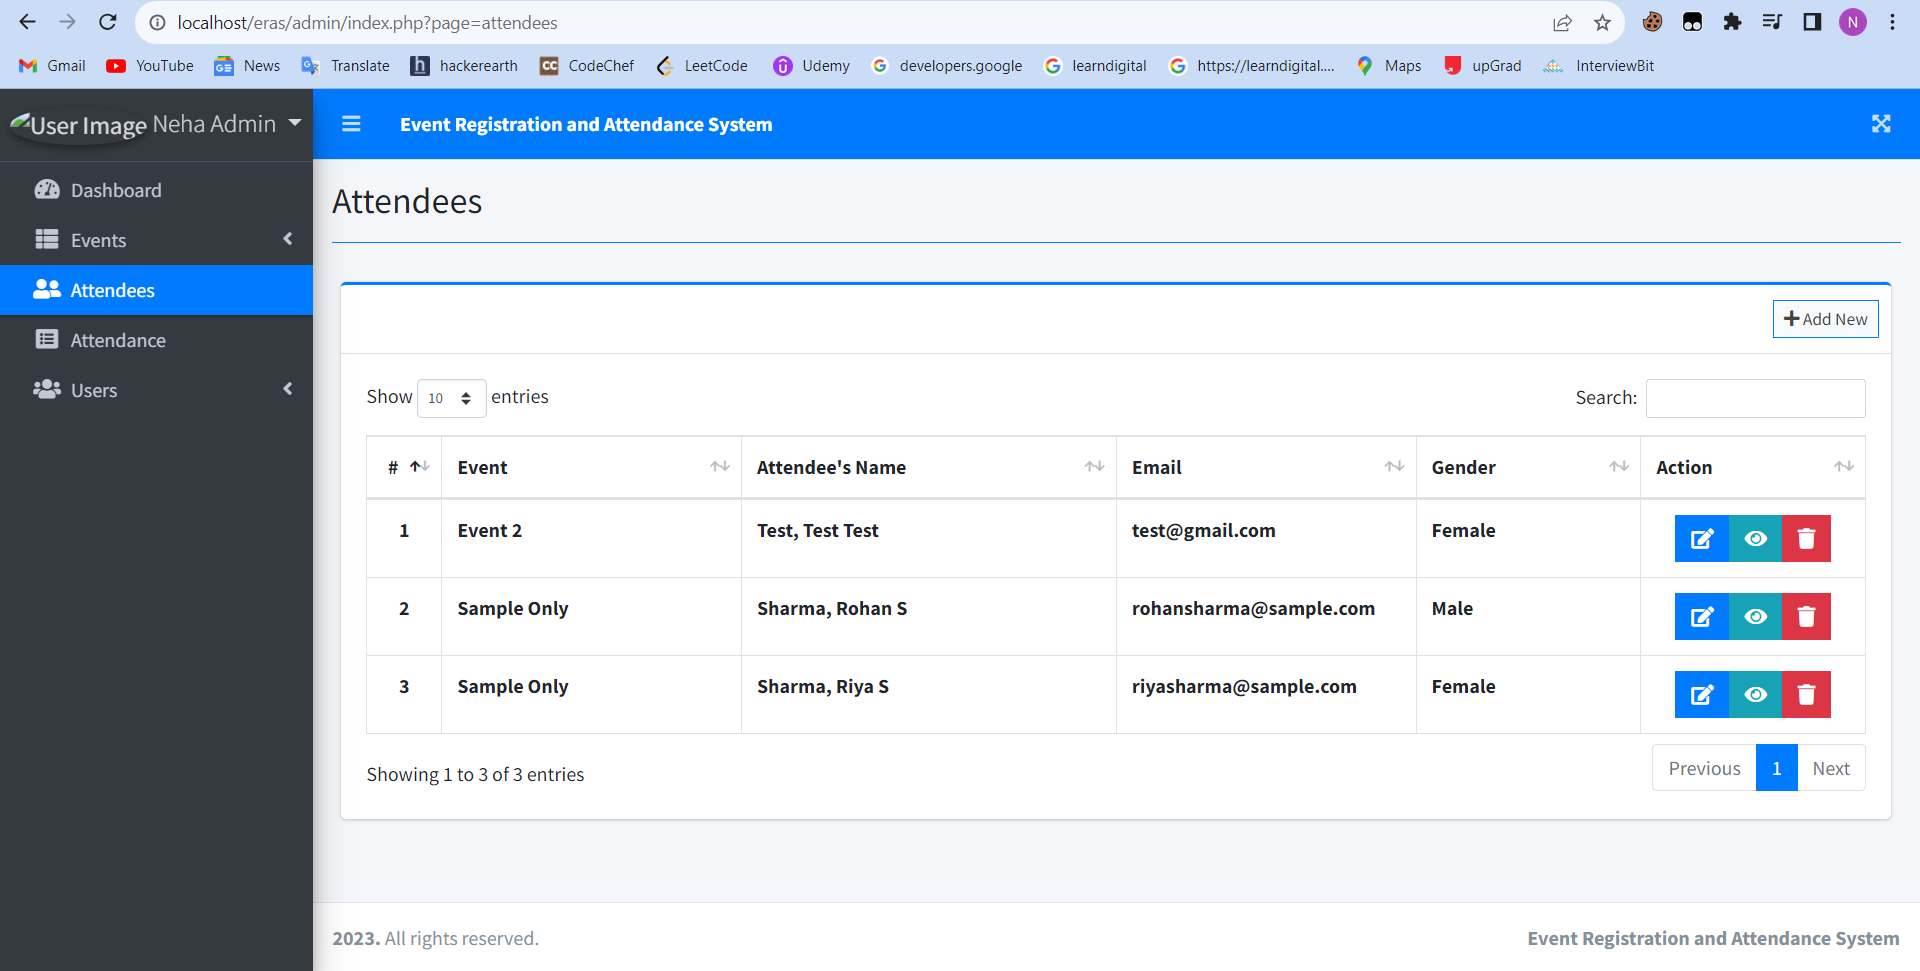 localhost/eras/admin/index.php?page=attendees
N
Gmail YouTube News Translate hackerearth CodeChef LeetCode Udemy developers.google learndigital https://learndigital.... Maps upGrad InterviewBit
User Image Neha Admin
Event Registration and Attendance System
Dashboard
Events
Attendees
Attendance
Users
Attendees
Add New
Show 10 entries
Search:
# Event Attendee's Name Email Gender Action
1 Event 2 Test, Test Test test@gmail.com Female
2 Sample Only Sharma, Rohan S rohansharma@sample.com Male
3 Sample Only Sharma, Riya S riyasharma@sample.com Female
Showing 1 to 3 of 3 entries
Previous 1 Next
2023. All rights reserved.
Event Registration and Attendance System